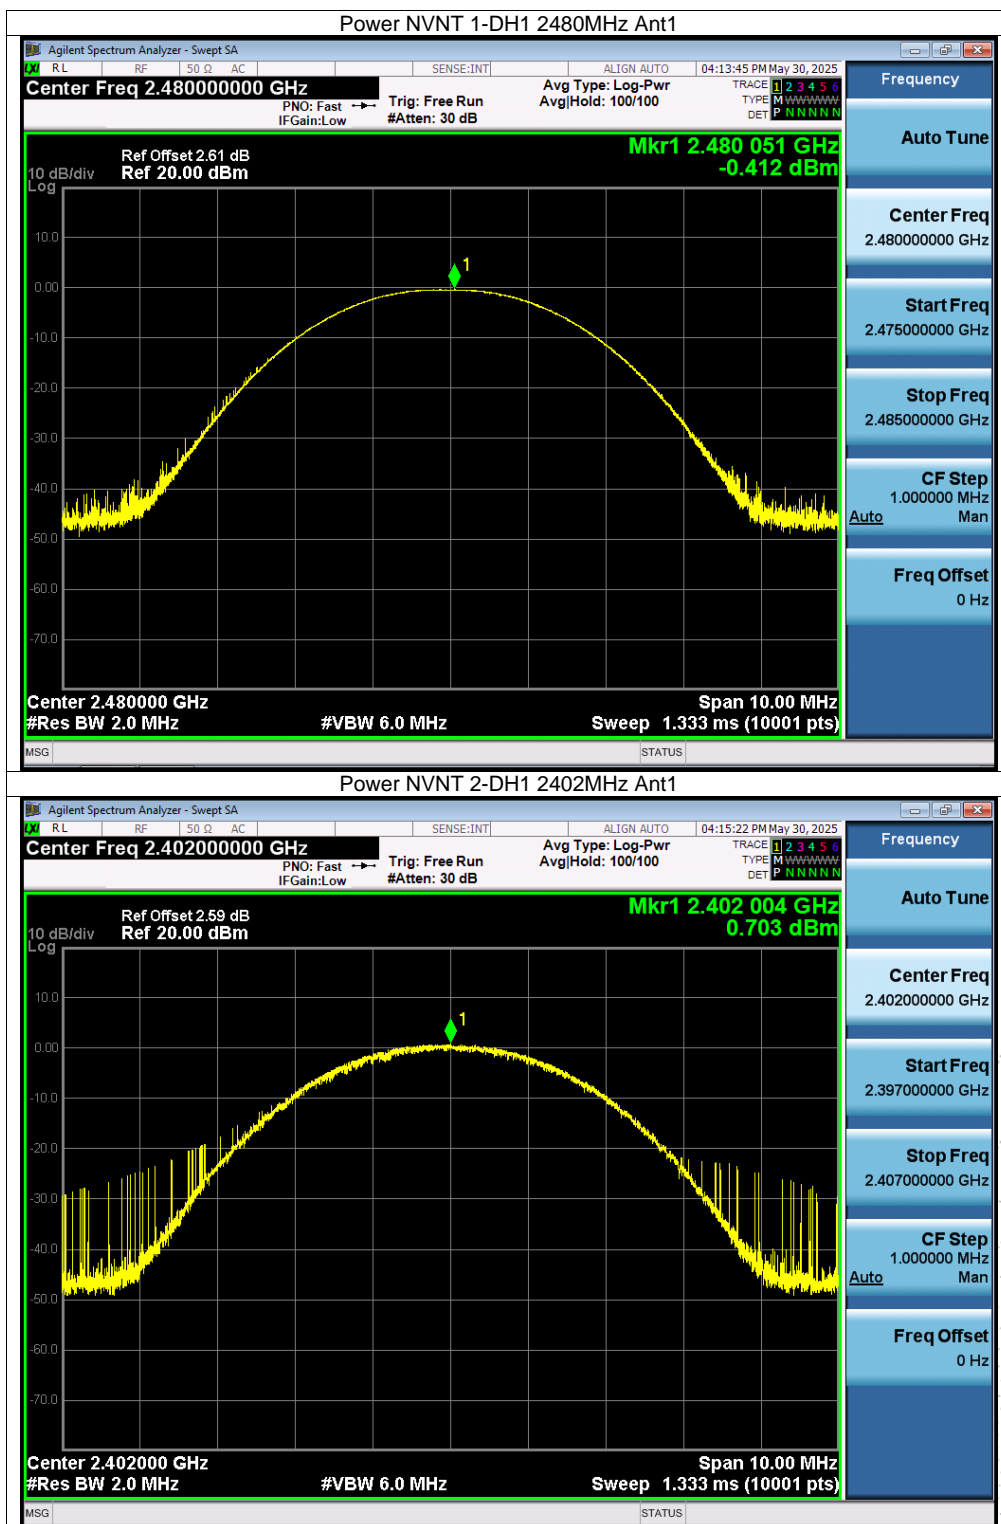 Power NVNT 1-DH1 2480MHz Ant1
Agilent Spectrum Analyzer - Swept SA
LXI RL RF 50 Ω AC SENSE:INT ALIGN AUTO 04:13:45 PM May 30, 2025
Center Freq 2.480000000 GHz
PNO: Fast
IFGain:Low
Trig: Free Run
#Atten: 30 dB
Avg Type: Log-Pwr
Avg|Hold: 100/100
TRACE 1 2 3 4 5 6
TYPE M WWWWW
DET P N N N N N
Mkr1 2.480 051 GHz
-0.412 dBm
Ref Offset 2.61 dB
10 dB/div Ref 20.00 dBm
Log
10.0
0.00
-10.0
-20.0
-30.0
-40.0
-50.0
-60.0
-70.0
1
Center 2.480000 GHz Span 10.00 MHz
#Res BW 2.0 MHz #VBW 6.0 MHz Sweep 1.333 ms (10001 pts)
MSG STATUS
Frequency
Auto Tune
Center Freq
2.480000000 GHz
Start Freq
2.475000000 GHz
Stop Freq
2.485000000 GHz
CF Step
1.000000 MHz
Auto Man
Freq Offset
0 Hz
Power NVNT 2-DH1 2402MHz Ant1
Agilent Spectrum Analyzer - Swept SA
LXI RL RF 50 Ω AC SENSE:INT ALIGN AUTO 04:15:22 PM May 30, 2025
Center Freq 2.402000000 GHz
PNO: Fast
IFGain:Low
Trig: Free Run
#Atten: 30 dB
Avg Type: Log-Pwr
Avg|Hold: 100/100
TRACE 1 2 3 4 5 6
TYPE M WWWWW
DET P N N N N N
Mkr1 2.402 004 GHz
0.703 dBm
Ref Offset 2.59 dB
10 dB/div Ref 20.00 dBm
Log
10.0
0.00
-10.0
-20.0
-30.0
-40.0
-50.0
-60.0
-70.0
1
Center 2.402000 GHz Span 10.00 MHz
#Res BW 2.0 MHz #VBW 6.0 MHz Sweep 1.333 ms (10001 pts)
MSG STATUS
Frequency
Auto Tune
Center Freq
2.402000000 GHz
Start Freq
2.397000000 GHz
Stop Freq
2.407000000 GHz
CF Step
1.000000 MHz
Auto Man
Freq Offset
0 Hz